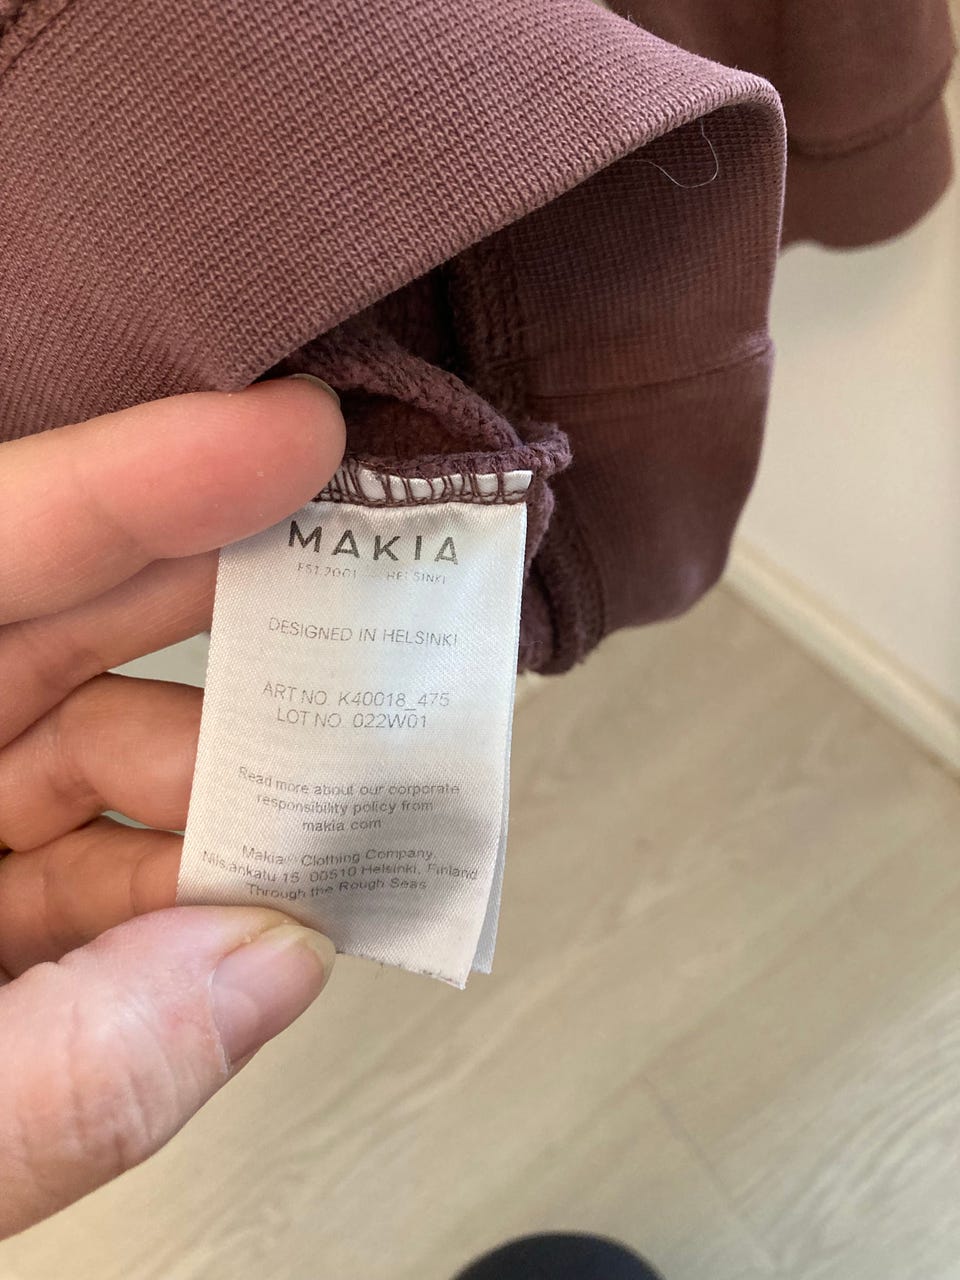 MAKIA
EST.2001 HELSINKI
DESIGNED IN HELSINKI
ART NO. K40018_475
LOT NO. 022W01
Read more about our corporate
responsibility policy from
makia.com
Makia® Clothing Company,
Nilsiänkatu 15, 00510 Helsinki, Finland
Through the Rough Seas